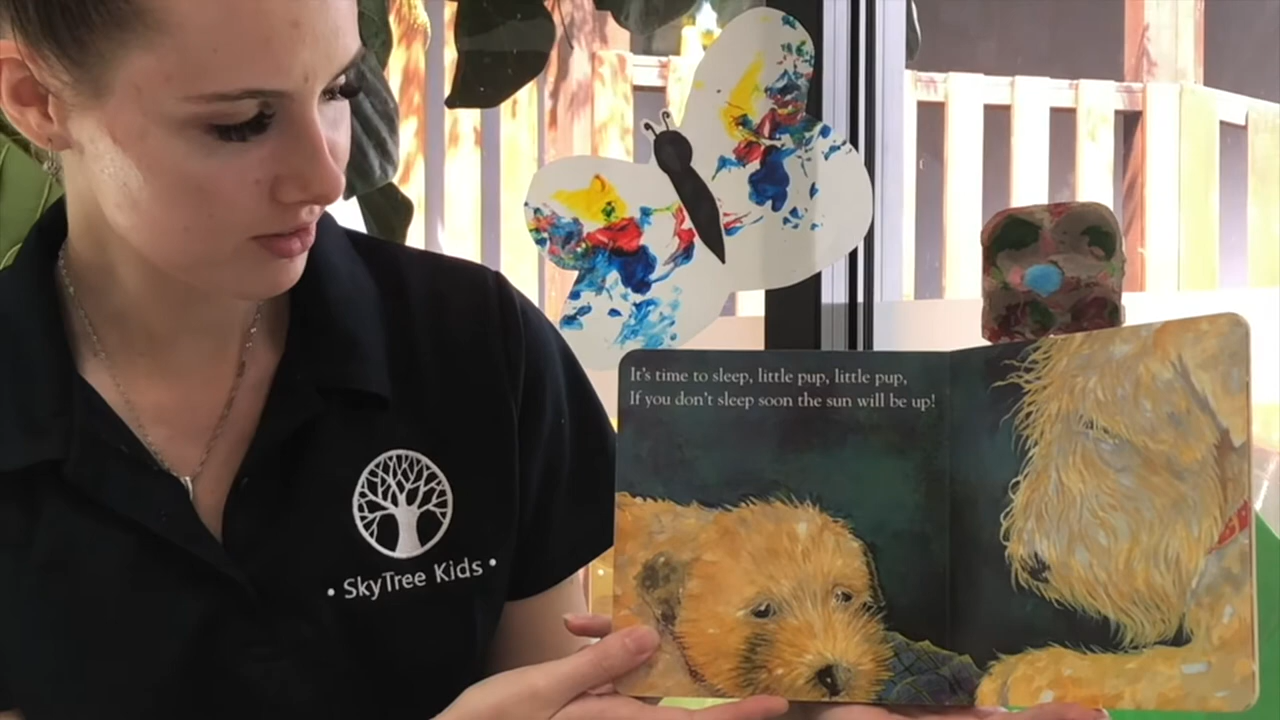 It's time to sleep, little pup, little pup,
If you don't sleep soon the sun will be up!
• SkyTree Kids •